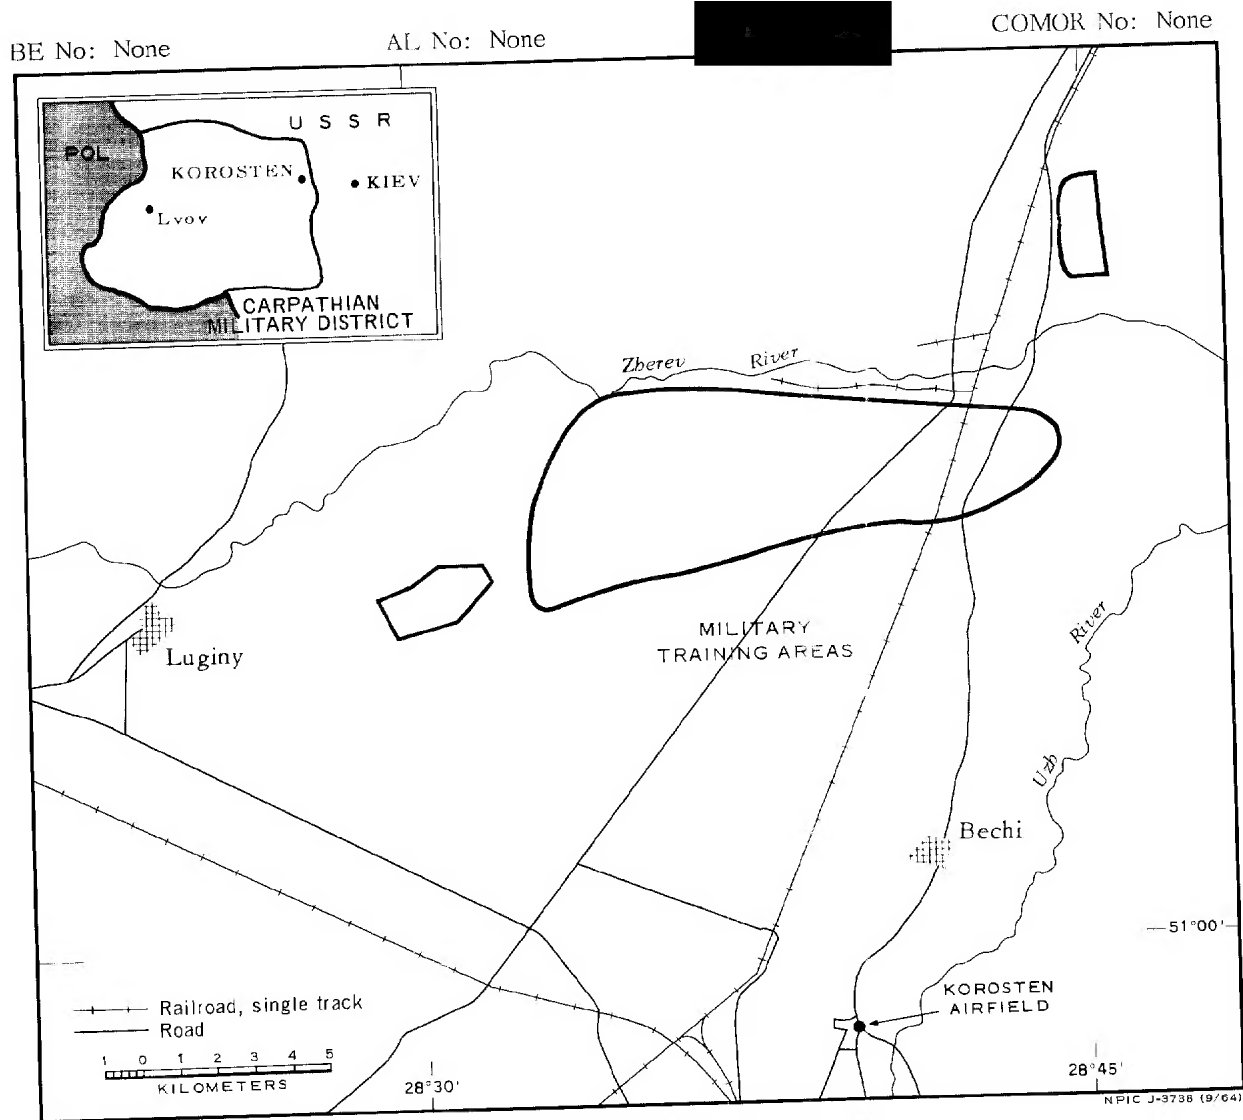 BE No: None
AL No: None
COMOR No: None
U S S R
POL
KOROSTEN
KIEV
Lvov
CARPATHIAN
MILITARY DISTRICT
Zherev River
Luginy
MILITARY
TRAINING AREAS
Uzh River
Bechi
51°00'
KOROSTEN
AIRFIELD
Railroad, single track
Road
1 0 1 2 3 4 5
KILOMETERS
28°30'
28°45'
NPIC J-3738 (9/64)